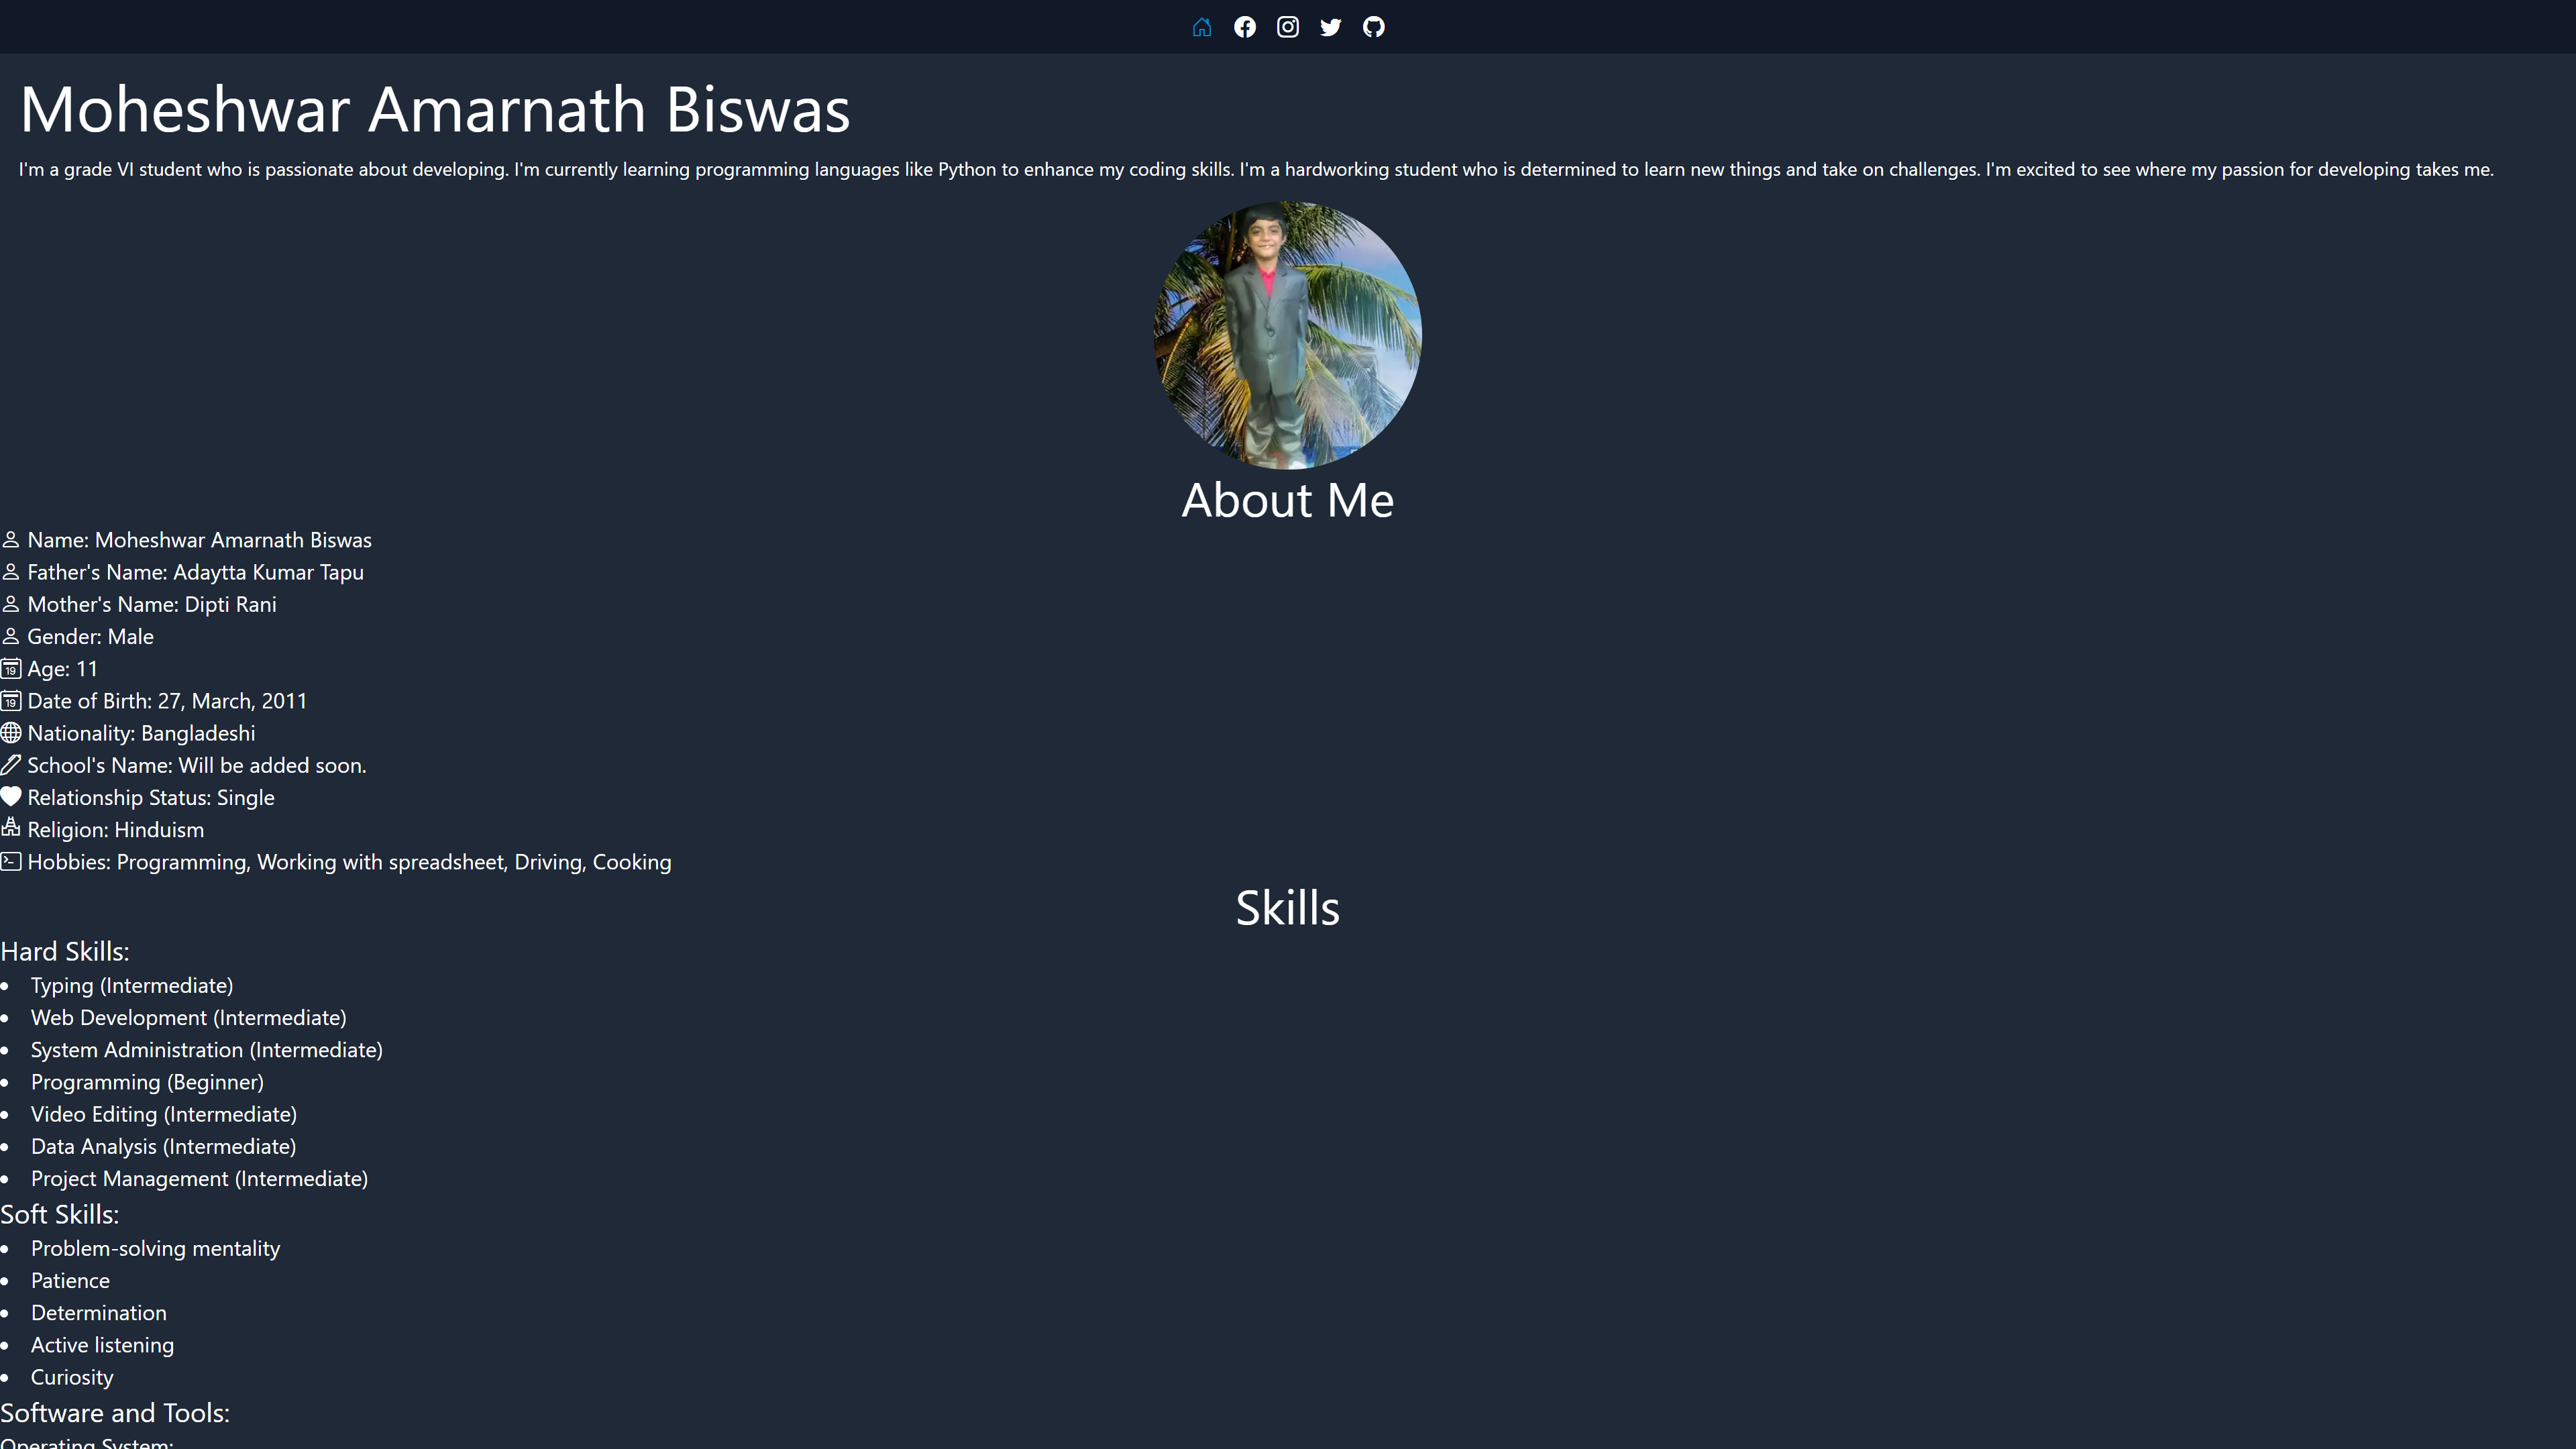 Moheshwar Amarnath Biswas
I'm a grade VI student who is passionate about developing. I'm currently learning programming languages like Python to enhance my coding skills. I'm a hardworking student who is determined to learn new things and take on challenges. I'm excited to see where my passion for developing takes me.
About Me
Name: Moheshwar Amarnath Biswas
Father's Name: Adaytta Kumar Tapu
Mother's Name: Dipti Rani
Gender: Male
19 Age: 11
19 Date of Birth: 27, March, 2011
Nationality: Bangladeshi
School's Name: Will be added soon.
Relationship Status: Single
Religion: Hinduism
Hobbies: Programming, Working with spreadsheet, Driving, Cooking
Skills
Hard Skills:
• Typing (Intermediate)
• Web Development (Intermediate)
• System Administration (Intermediate)
• Programming (Beginner)
• Video Editing (Intermediate)
• Data Analysis (Intermediate)
• Project Management (Intermediate)
Soft Skills:
• Problem-solving mentality
• Patience
• Determination
• Active listening
• Curiosity
Software and Tools:
Operating System: